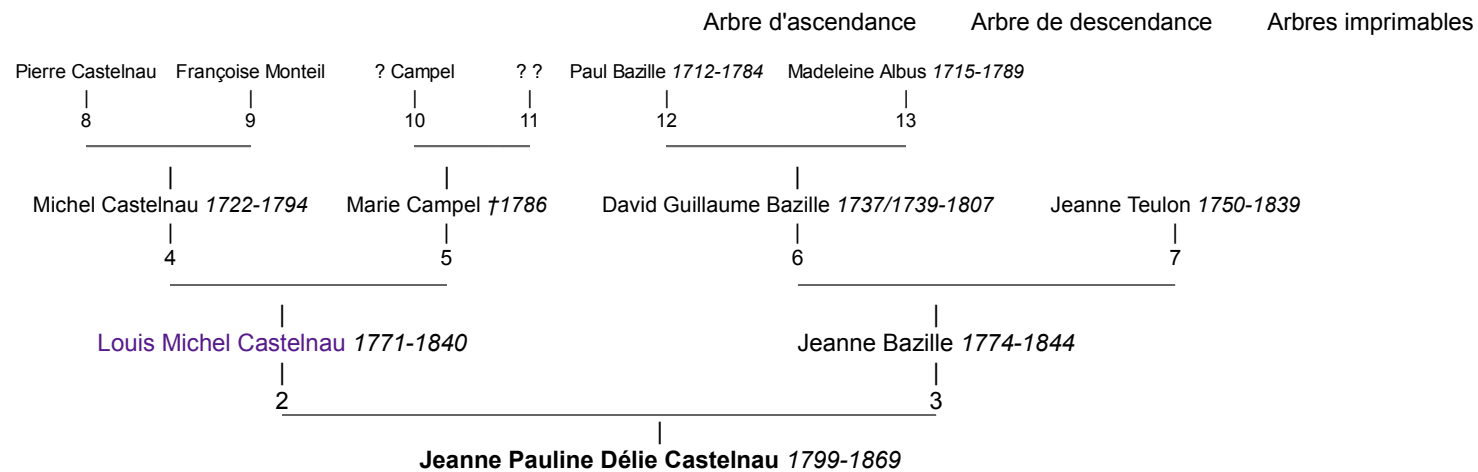 Arbre d'ascendance Arbre de descendance Arbres imprimables
Pierre Castelnau Françoise Monteil ? Campel ? ? Paul Bazille 1712-1784 Madeleine Albus 1715-1789
| | | | | |
8 9 10 11 12 13
| | |
Michel Castelnau 1722-1794 Marie Campel †1786 David Guillaume Bazille 1737/1739-1807 Jeanne Teulon 1750-1839
| | | |
4 5 6 7
| |
Louis Michel Castelnau 1771-1840 Jeanne Bazille 1774-1844
| |
2 3
|
Jeanne Pauline Délie Castelnau 1799-1869